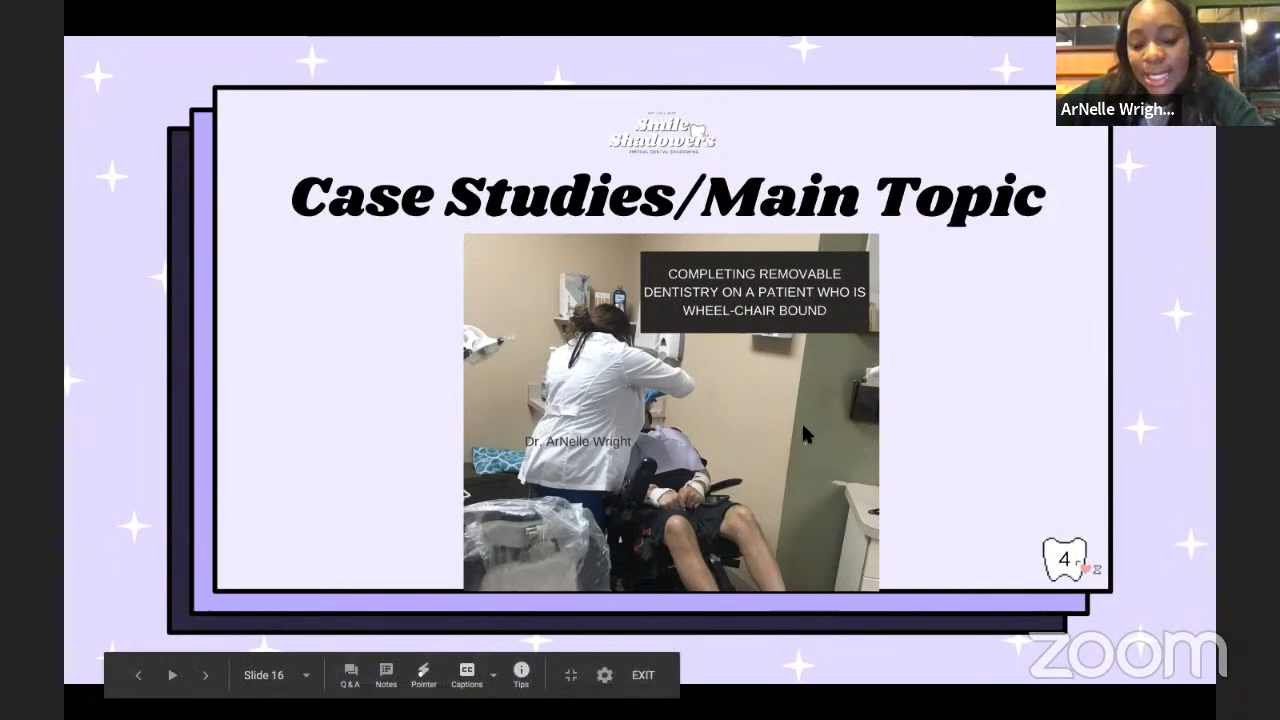 ArNelle Wrigh...
Smile
Shadowers
VIRTUAL DENTAL SHADOWING
Case Studies/Main Topic
COMPLETING REMOVABLE
DENTISTRY ON A PATIENT WHO IS
WHEEL-CHAIR BOUND
Dr. ArNelle Wright
4
zoom
Slide 16
Q&A
Notes
Pointer
CC
Captions
Tips
EXIT